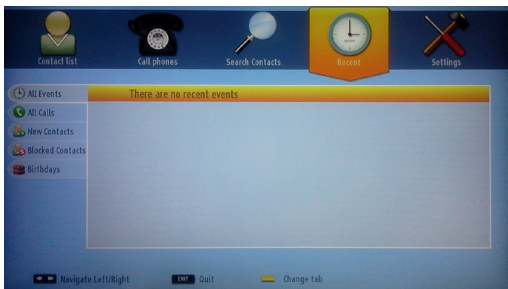 Contact list
Call phones
Search Contacts
Recent
Settings
All Events
There are no recent events
All Calls
New Contacts
Blocked Contacts
Birthdays
Navigate Left/Right
EXIT Quit
Change tab